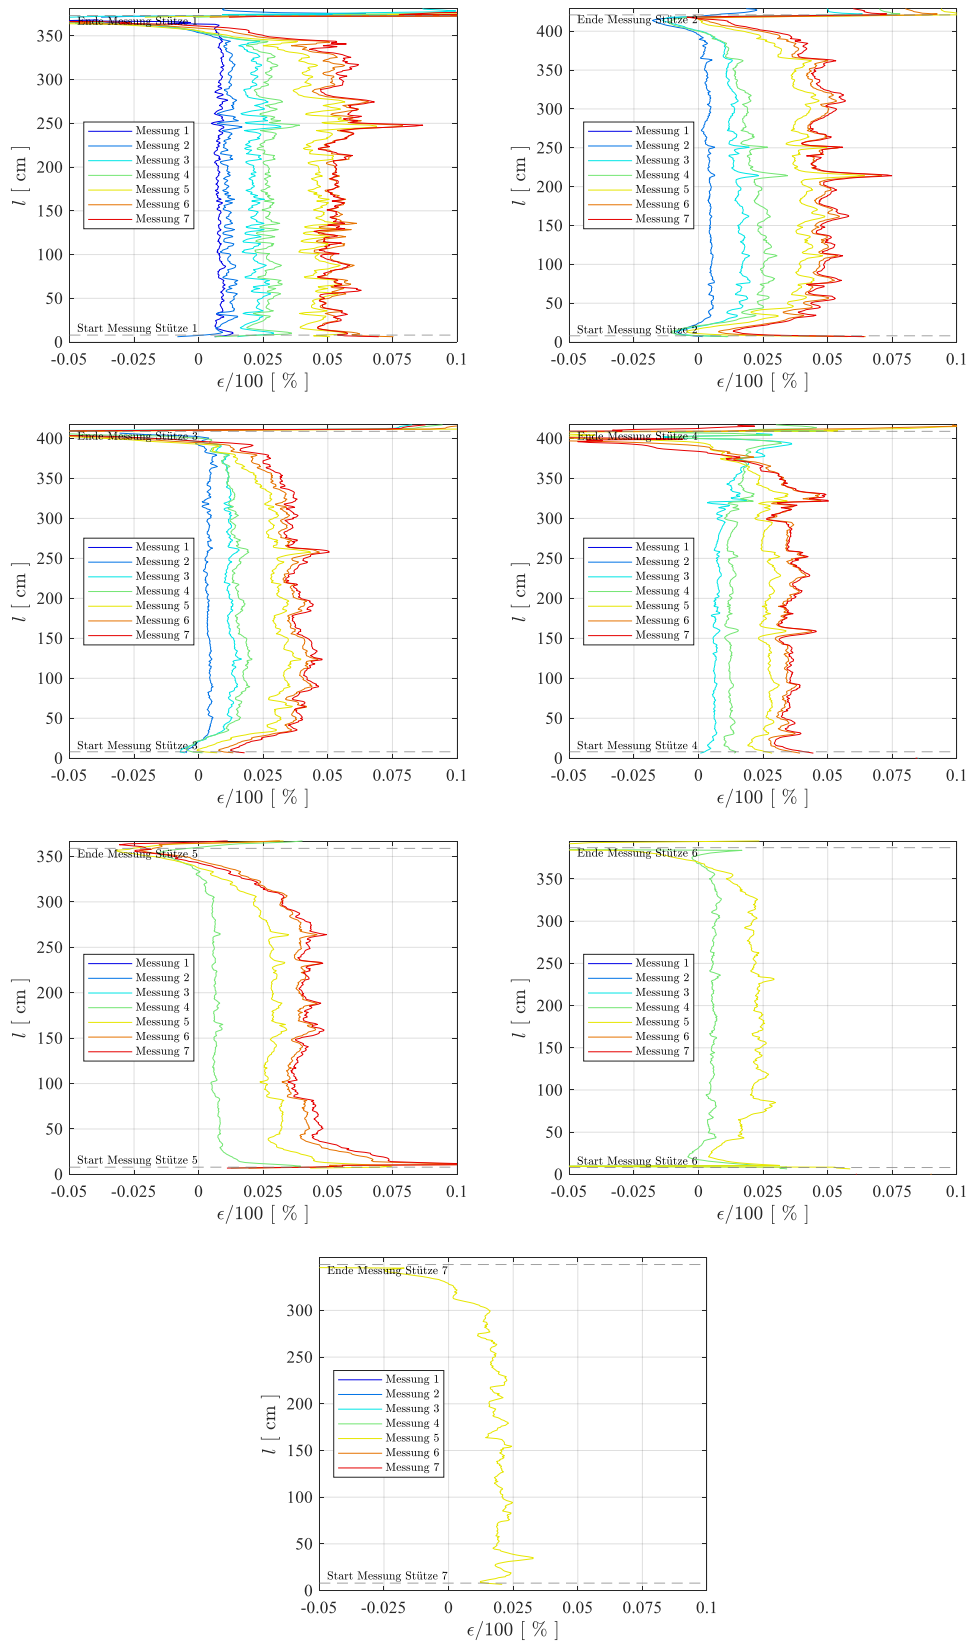 Ende Messung Stütze 1
350
300
250
200
150
100
50
0
l [ cm ]
Messung 1
Messung 2
Messung 3
Messung 4
Messung 5
Messung 6
Messung 7
Start Messung Stütze 1
-0.05 -0.025 0 0.025 0.05 0.075 0.1
ϵ/100 [ % ]
Ende Messung Stütze 2
400
350
300
250
200
150
100
50
0
l [ cm ]
Messung 1
Messung 2
Messung 3
Messung 4
Messung 5
Messung 6
Messung 7
Start Messung Stütze 2
-0.05 -0.025 0 0.025 0.05 0.075 0.1
ϵ/100 [ % ]
Ende Messung Stütze 3
400
350
300
250
200
150
100
50
0
l [ cm ]
Messung 1
Messung 2
Messung 3
Messung 4
Messung 5
Messung 6
Messung 7
Start Messung Stütze 3
-0.05 -0.025 0 0.025 0.05 0.075 0.1
ϵ/100 [ % ]
Ende Messung Stütze 4
400
350
300
250
200
150
100
50
0
l [ cm ]
Messung 1
Messung 2
Messung 3
Messung 4
Messung 5
Messung 6
Messung 7
Start Messung Stütze 4
-0.05 -0.025 0 0.025 0.05 0.075 0.1
ϵ/100 [ % ]
Ende Messung Stütze 5
350
300
250
200
150
100
50
0
l [ cm ]
Messung 1
Messung 2
Messung 3
Messung 4
Messung 5
Messung 6
Messung 7
Start Messung Stütze 5
-0.05 -0.025 0 0.025 0.05 0.075 0.1
ϵ/100 [ % ]
Ende Messung Stütze 6
350
300
250
200
150
100
50
0
l [ cm ]
Messung 1
Messung 2
Messung 3
Messung 4
Messung 5
Messung 6
Messung 7
Start Messung Stütze 6
-0.05 -0.025 0 0.025 0.05 0.075 0.1
ϵ/100 [ % ]
Ende Messung Stütze 7
300
250
200
150
100
50
0
l [ cm ]
Messung 1
Messung 2
Messung 3
Messung 4
Messung 5
Messung 6
Messung 7
Start Messung Stütze 7
-0.05 -0.025 0 0.025 0.05 0.075 0.1
ϵ/100 [ % ]